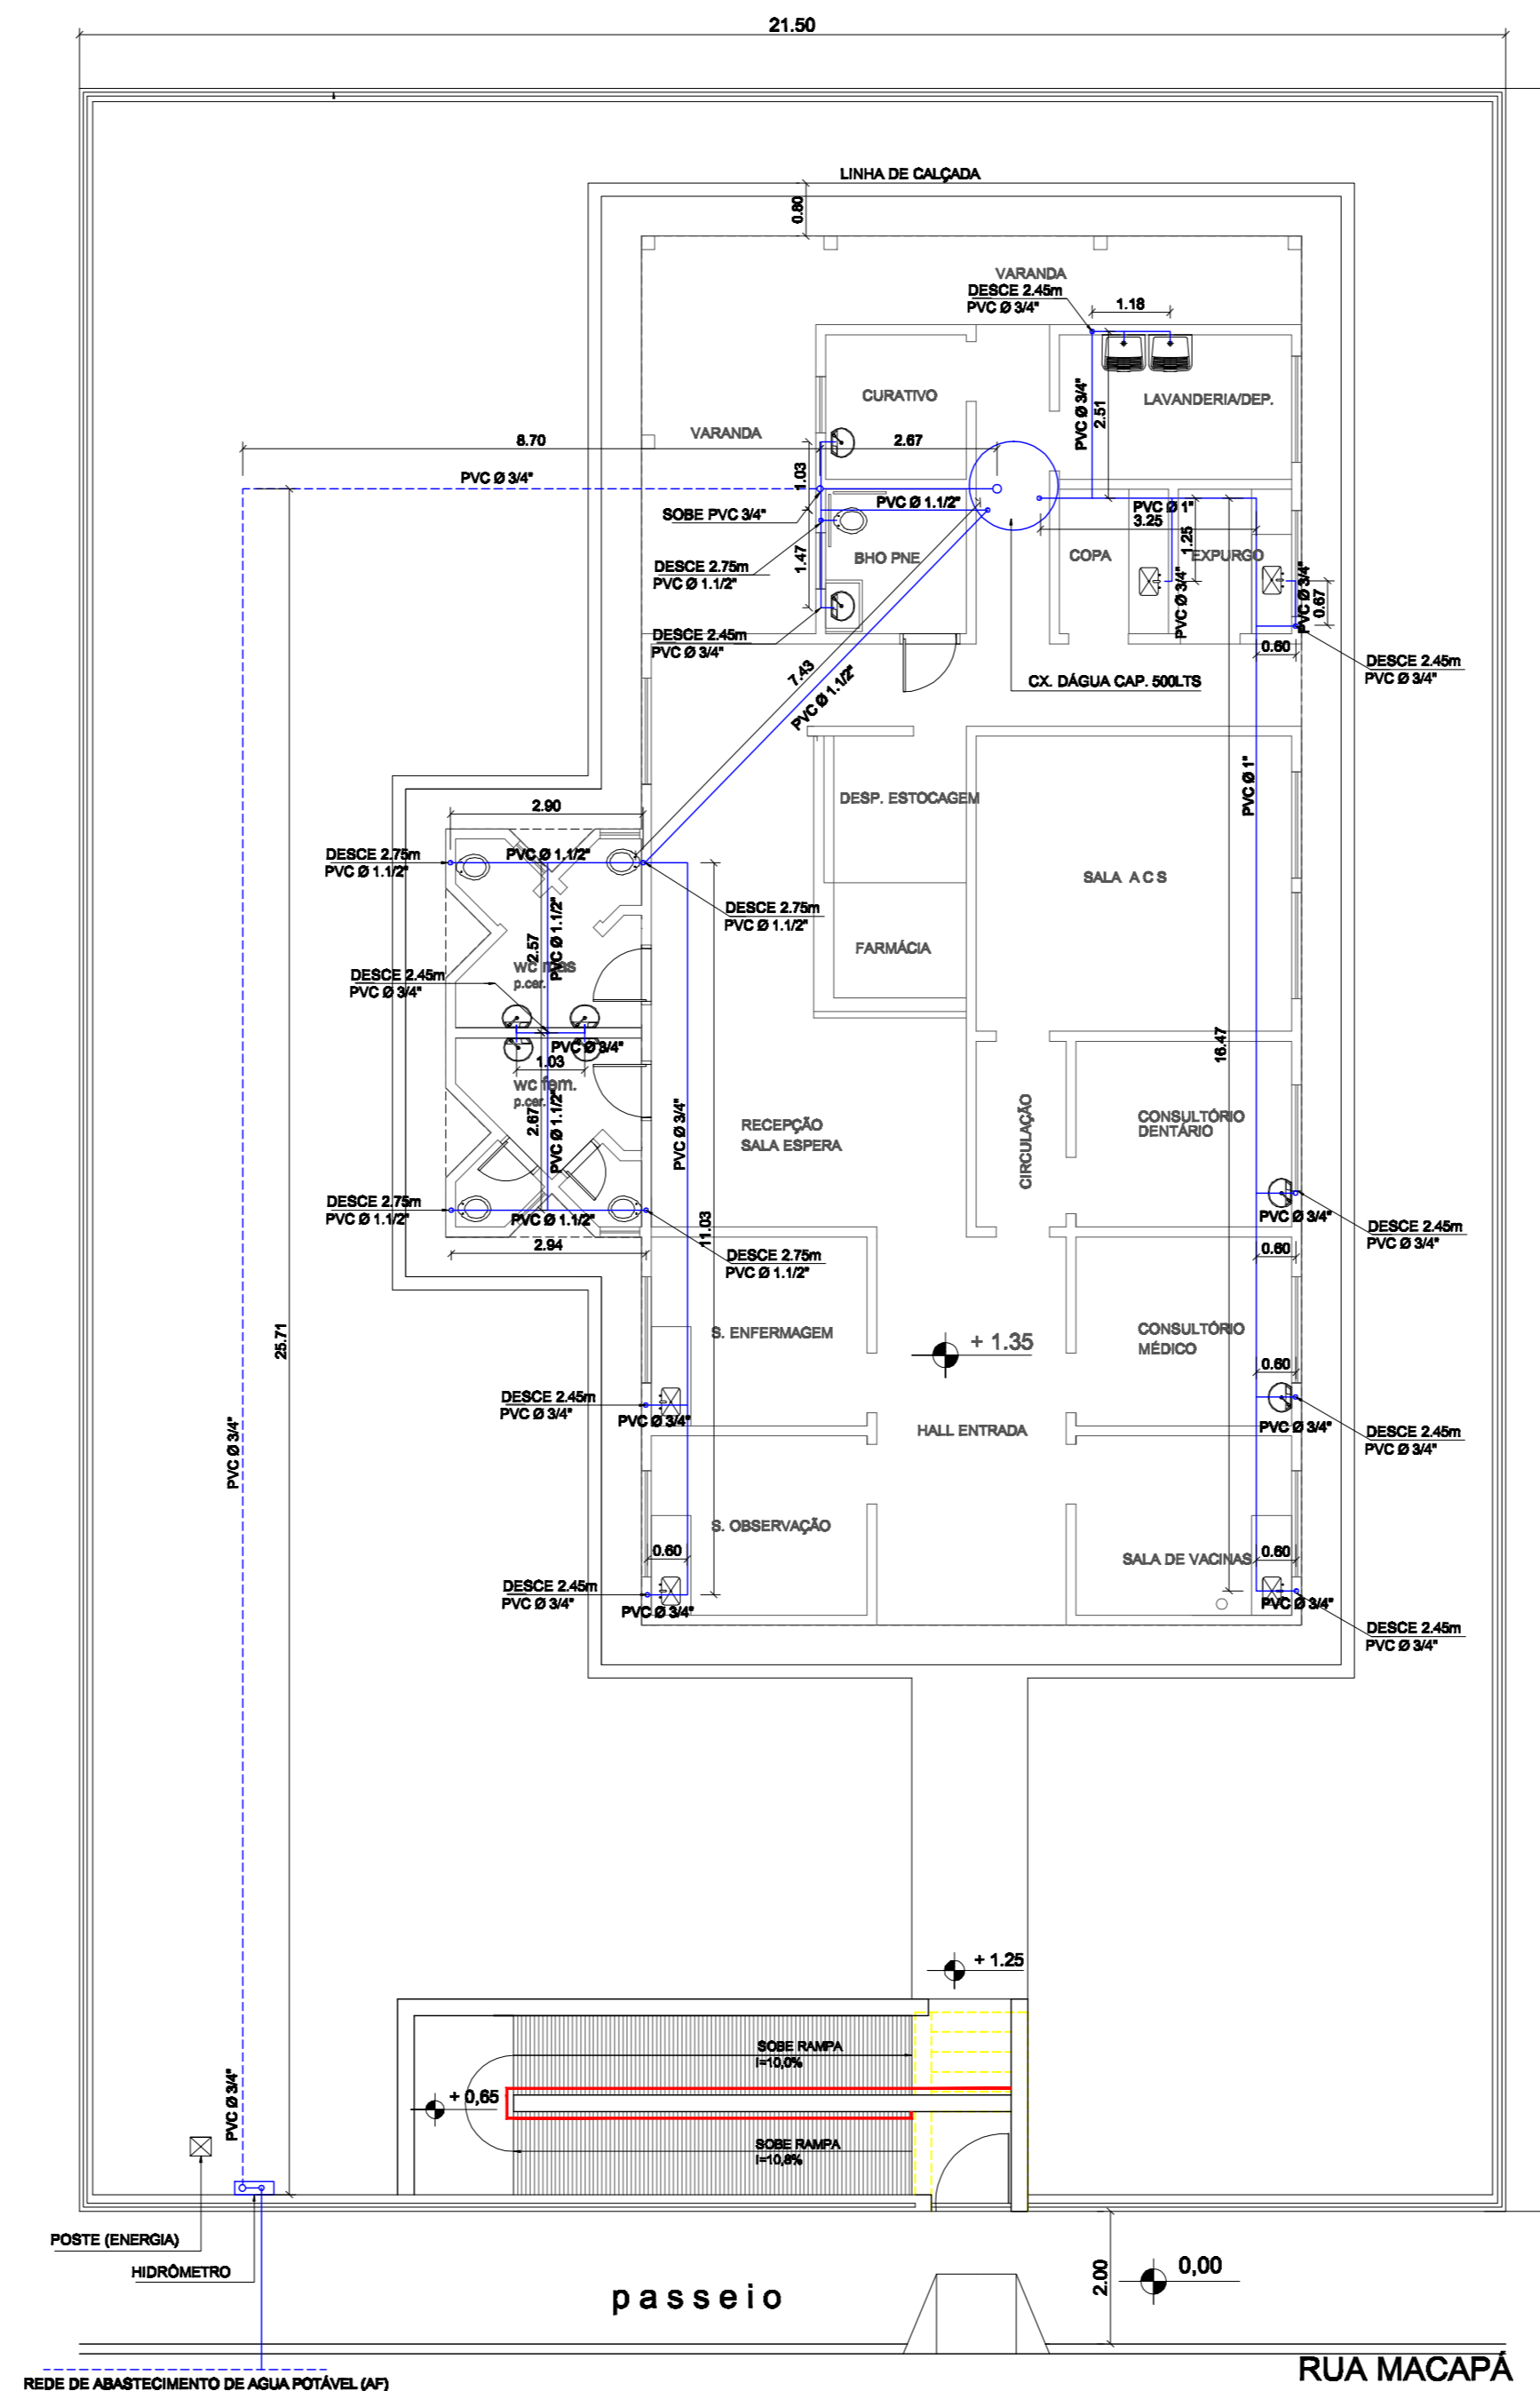 21.50
LINHA DE CALÇADA
0.80
VARANDA
DESCE 2.45m
PVC Ø 3/4"
1.18
CURATIVO
PVC Ø 3/4"
2.51
LAVANDERIA/DEP.
VARANDA
8.70
2.67
1.03
PVC Ø 3/4"
SOBE PVC 3/4"
PVC Ø 1.1/2"
PVC Ø 1"
3.25
1.25
BHO PNE
COPA
EXPURGO
DESCE 2.75m
PVC Ø 1.1/2"
1.47
PVC Ø 3/4"
PVC Ø 3/4"
0.67
DESCE 2.45m
PVC Ø 3/4"
0.60
DESCE 2.45m
PVC Ø 3/4"
7.43
PVC Ø 1.1/2"
CX. DÁGUA CAP. 500LTS
PVC Ø 1"
DESP. ESTOCAGEM
2.90
DESCE 2.75m
PVC Ø 1.1/2"
PVC Ø 1.1/2"
SALA A C S
DESCE 2.75m
PVC Ø 1.1/2"
2.57
PVC Ø 1.1/2"
FARMÁCIA
wc mas
p.cer.
DESCE 2.45m
PVC Ø 3/4"
PVC Ø 3/4"
1.03
16.47
wc fem.
p.cer.
2.67
PVC Ø 1.1/2"
PVC Ø 3/4"
RECEPÇÃO
SALA ESPERA
CIRCULAÇÃO
CONSULTÓRIO
DENTÁRIO
DESCE 2.75m
PVC Ø 1.1/2"
PVC Ø 1.1/2"
2.94
11.03
PVC Ø 3/4"
DESCE 2.45m
PVC Ø 3/4"
0.60
DESCE 2.75m
PVC Ø 1.1/2"
25.71
S. ENFERMAGEM
+ 1.35
CONSULTÓRIO
MÉDICO
0.60
DESCE 2.45m
PVC Ø 3/4"
PVC Ø 3/4"
HALL ENTRADA
PVC Ø 3/4"
DESCE 2.45m
PVC Ø 3/4"
PVC Ø 3/4"
S. OBSERVAÇÃO
0.60
SALA DE VACINAS
0.60
DESCE 2.45m
PVC Ø 3/4"
PVC Ø 3/4"
PVC Ø 3/4"
DESCE 2.45m
PVC Ø 3/4"
+ 1.25
SOBE RAMPA
I=10,0%
PVC Ø 3/4"
+ 0,65
SOBE RAMPA
I=10,8%
POSTE (ENERGIA)
HIDRÔMETRO
2.00
0,00
passeio
RUA MACAPÁ
REDE DE ABASTECIMENTO DE AGUA POTÁVEL (AF)